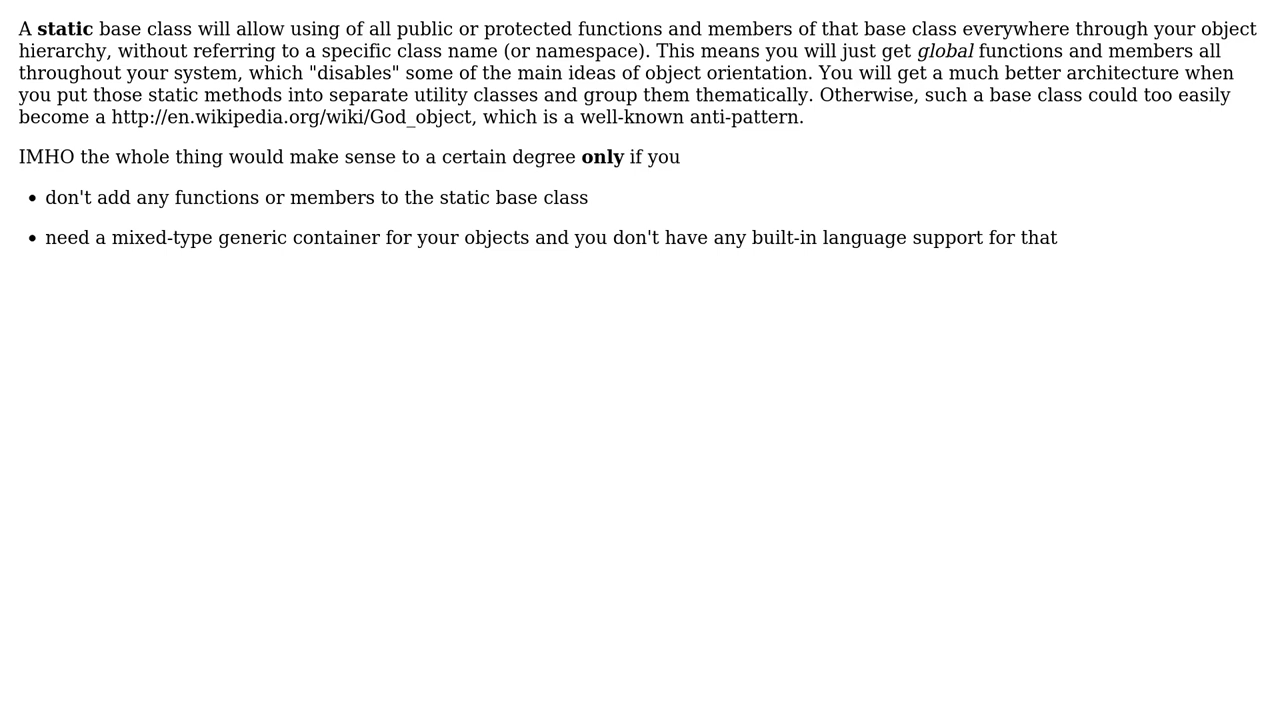 A static base class will allow using of all public or protected functions and members of that base class everywhere through your object
hierarchy, without referring to a specific class name (or namespace). This means you will just get global functions and members all
throughout your system, which "disables" some of the main ideas of object orientation. You will get a much better architecture when
you put those static methods into separate utility classes and group them thematically. Otherwise, such a base class could too easily
become a http://en.wikipedia.org/wiki/God_object, which is a well-known anti-pattern.
IMHO the whole thing would make sense to a certain degree only if you
• don't add any functions or members to the static base class
• need a mixed-type generic container for your objects and you don't have any built-in language support for that